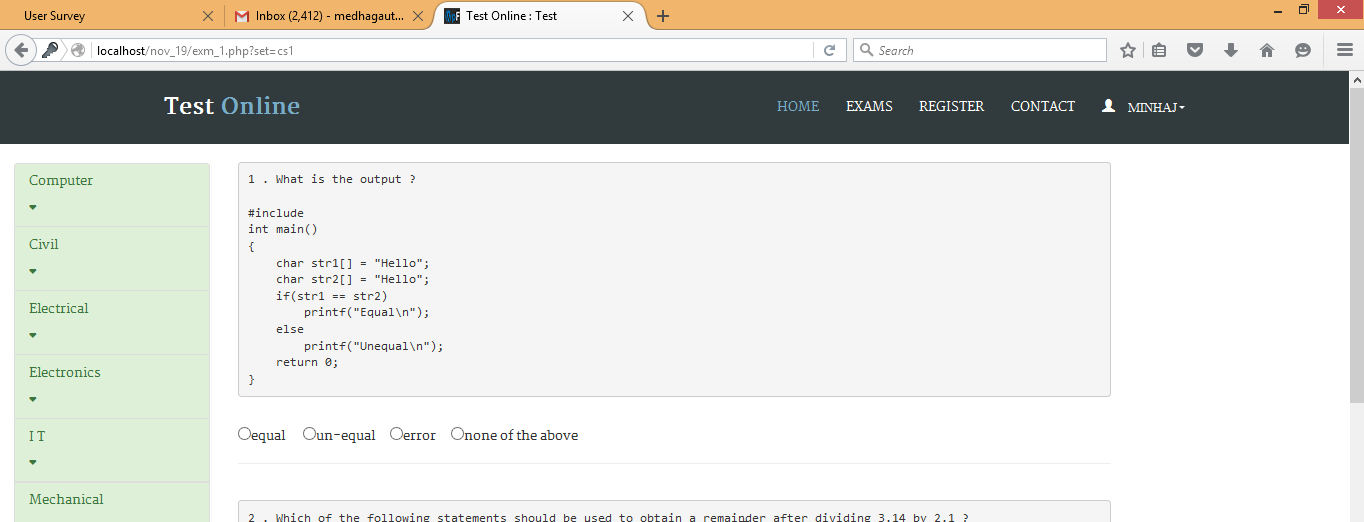 User Survey
Inbox (2,412) - medhagaut...
Test Online : Test
localhost/nov_19/exm_1.php?set=cs1
Search
Test Online
HOME EXAMS REGISTER CONTACT MINHAJ
Computer
Civil
Electrical
Electronics
I T
Mechanical
1 . What is the output ?
#include
int main()
{
    char str1[] = "Hello";
    char str2[] = "Hello";
    if(str1 == str2)
        printf("Equal\n");
    else
        printf("Unequal\n");
    return 0;
}
equal un-equal error none of the above
2 . Which of the following statements should be used to obtain a remainder after dividing 3.14 by 2.1 ?